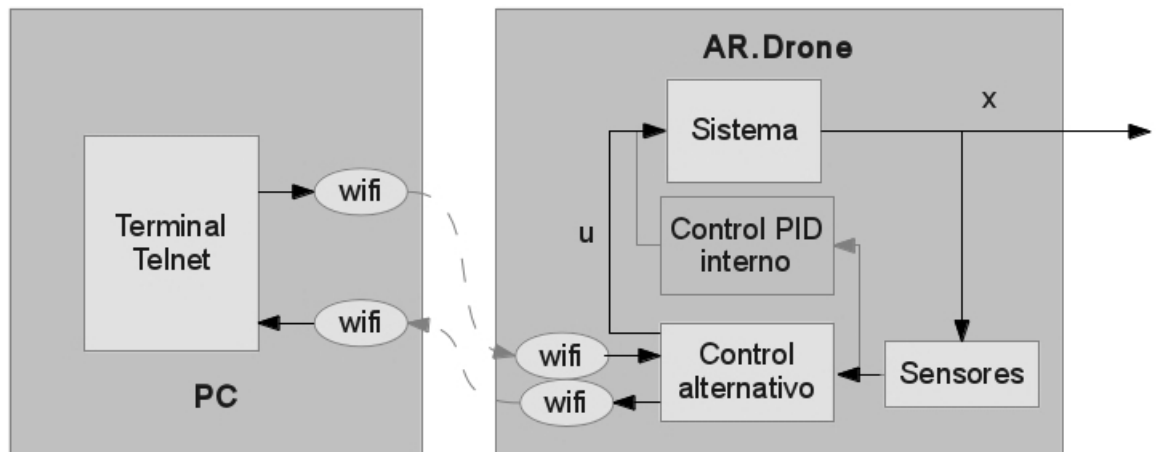 AR.Drone
x
Sistema
wifi
Terminal
Telnet
Control PID
interno
u
wifi
wifi
Control
alternativo
Sensores
PC
wifi